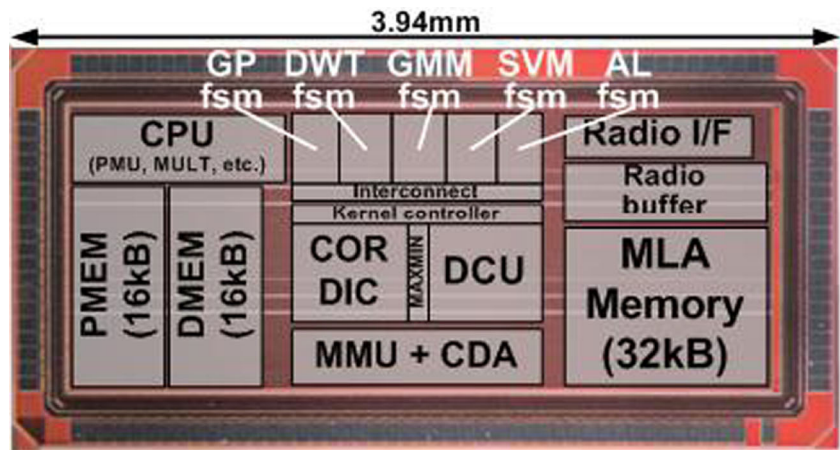 3.94mm
GP DWT GMM SVM AL
fsm fsm fsm fsm fsm
CPU
(PMU, MULT, etc.)
Radio I/F
Interconnect
Radio
buffer
Kernel controller
PMEM
(16kB)
DMEM
(16kB)
COR
DIC
MAXMIN
DCU
MLA
Memory
(32kB)
MMU + CDA